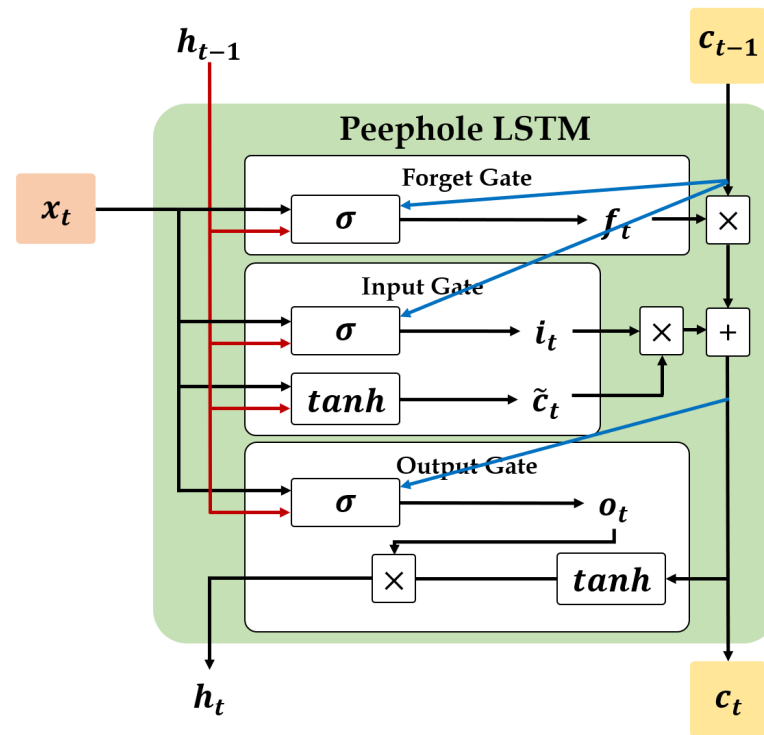 h_{t-1}
c_{t-1}
Peephole LSTM
x_t
Forget Gate
σ
f_t
×
Input Gate
σ
i_t
×
+
tanh
c̃_t
Output Gate
σ
o_t
×
tanh
h_t
c_t